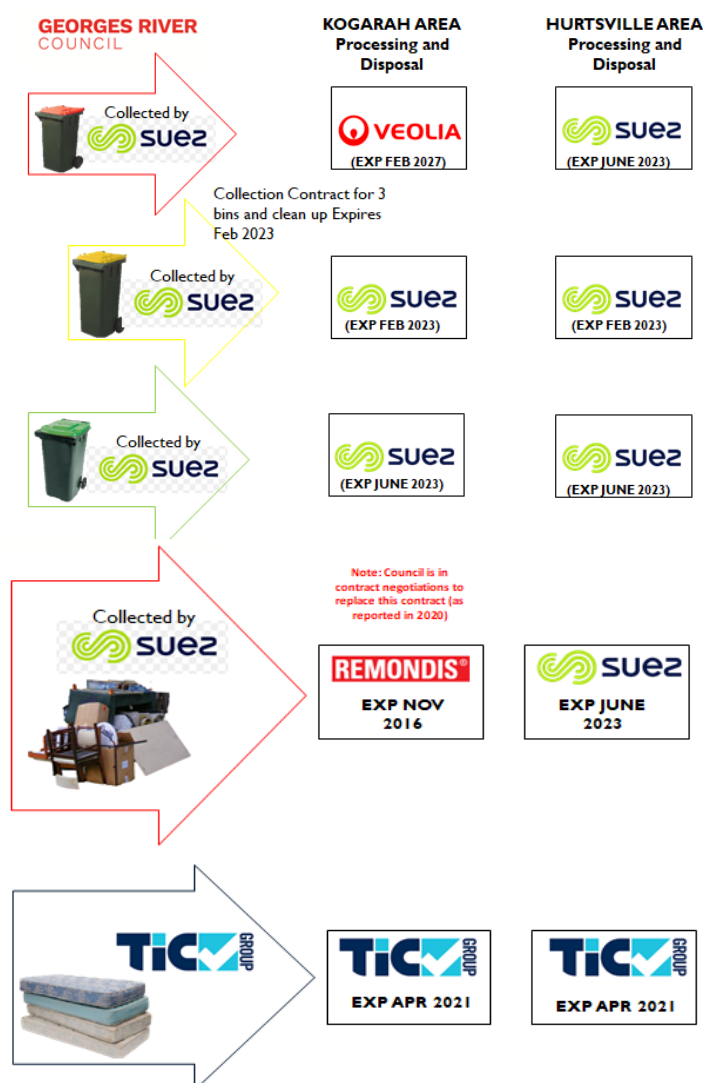 GEORGES RIVER
COUNCIL
KOGARAH AREA
Processing and
Disposal
HURTSVILLE AREA
Processing and
Disposal
Collected by
suez
VEOLIA
(EXP FEB 2027)
suez
(EXP JUNE 2023)
Collection Contract for 3
bins and clean up Expires
Feb 2023
Collected by
suez
suez
(EXP FEB 2023)
suez
(EXP FEB 2023)
Collected by
suez
suez
(EXP JUNE 2023)
suez
(EXP JUNE 2023)
Note: Council is in
contract negotiations to
replace this contract (as
reported in 2020)
Collected by
suez
REMONDIS®
EXP NOV
2016
suez
EXP JUNE
2023
TIC GROUP
TIC GROUP
EXP APR 2021
TIC GROUP
EXP APR 2021